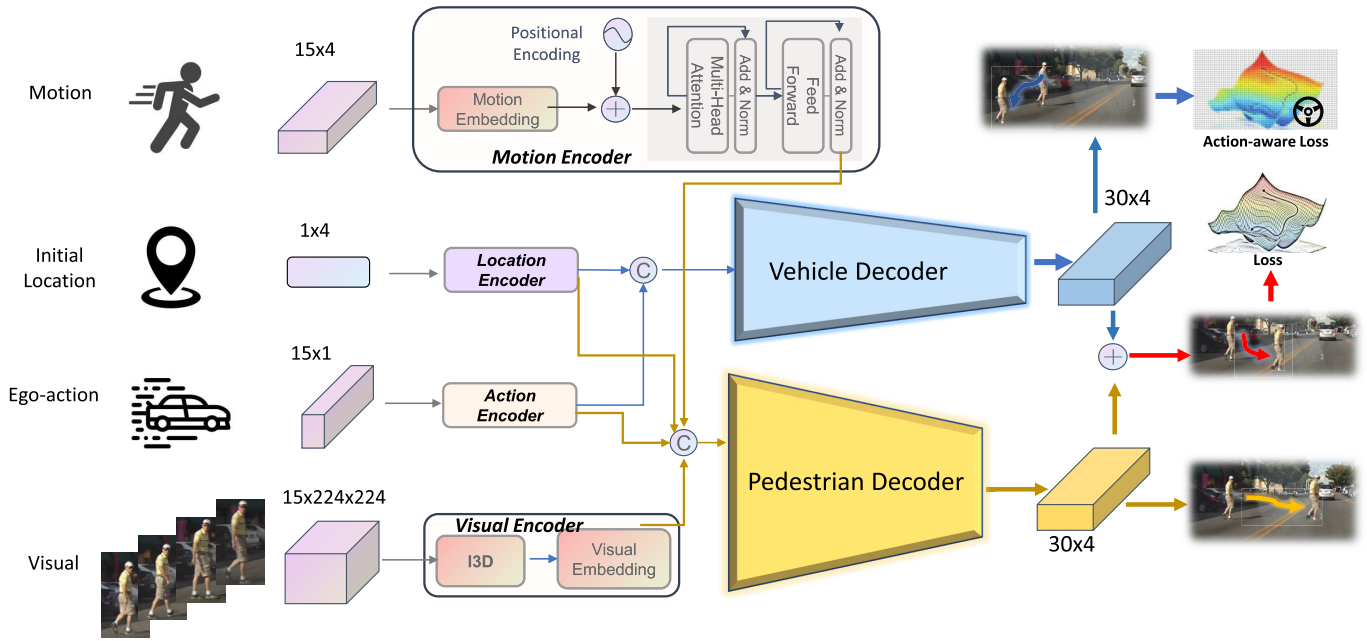 Motion
15x4
Positional
Encoding
Motion
Embedding
Multi-Head
Attention
Add & Norm
Feed
Forward
Add & Norm
Motion Encoder
Action-aware Loss
Initial
Location
1x4
Location
Encoder
C
Vehicle Decoder
30x4
Loss
Ego-action
15x1
Action
Encoder
C
Pedestrian Decoder
30x4
Visual
15x224x224
Visual Encoder
I3D
Visual
Embedding